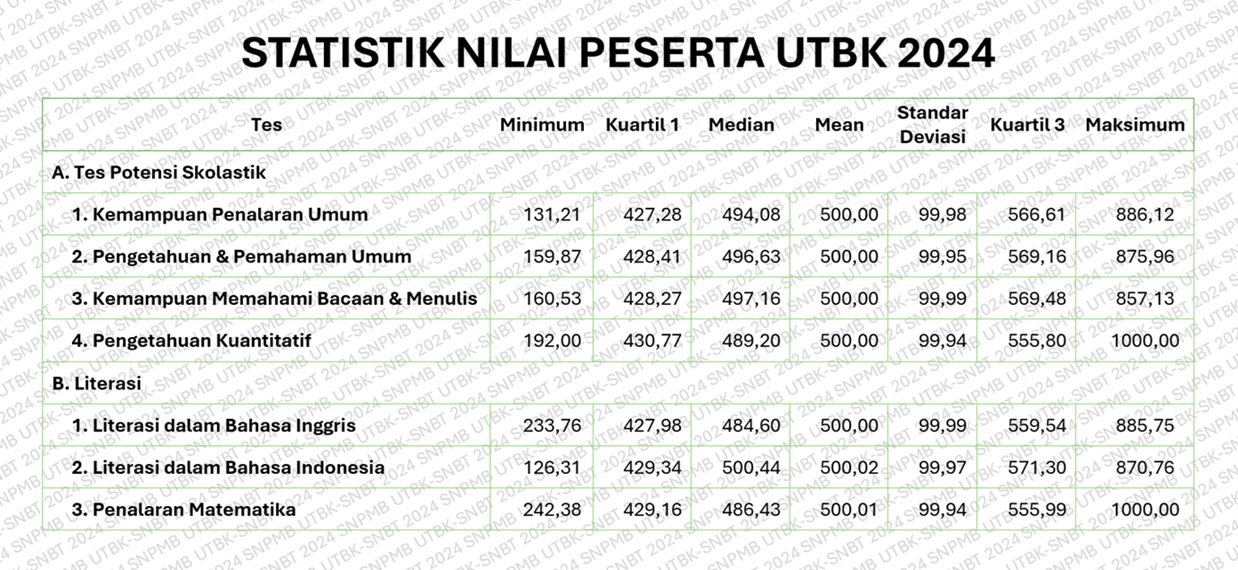 STATISTIK NILAI PESERTA UTBK 2024
Tes Minimum Kuartil 1 Median Mean Standar Deviasi Kuartil 3 Maksimum
A. Tes Potensi Skolastik
1. Kemampuan Penalaran Umum 131,21 427,28 494,08 500,00 99,98 566,61 886,12
2. Pengetahuan & Pemahaman Umum 159,87 428,41 496,63 500,00 99,95 569,16 875,96
3. Kemampuan Memahami Bacaan & Menulis 160,53 428,27 497,16 500,00 99,99 569,48 857,13
4. Pengetahuan Kuantitatif 192,00 430,77 489,20 500,00 99,94 555,80 1000,00
B. Literasi
1. Literasi dalam Bahasa Inggris 233,76 427,98 484,60 500,00 99,99 559,54 885,75
2. Literasi dalam Bahasa Indonesia 126,31 429,34 500,44 500,02 99,97 571,30 870,76
3. Penalaran Matematika 242,38 429,16 486,43 500,01 99,94 555,99 1000,00
SNPMB UTBK-SNBT 2024